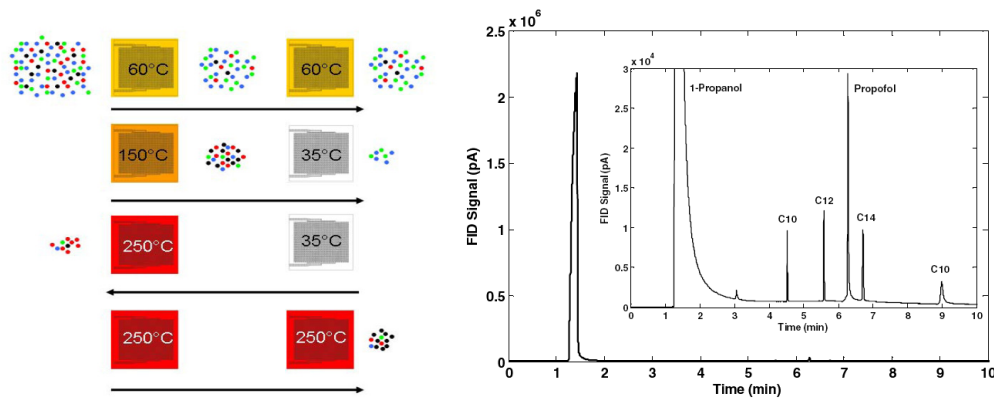 60°C
60°C
150°C
35°C
250°C
35°C
250°C
250°C
x 10^6
2.5
2
1.5
1
0.5
0
FID Signal (pA)
0 1 2 3 4 5 6 7 8 9 10
Time (min)
x 10^4
3
2.5
2
1.5
1
0.5
0
FID Signal (pA)
1-Propanol
Propofol
C10
C12
C14
C10
0 1 2 3 4 5 6 7 8 9 10
Time (min)